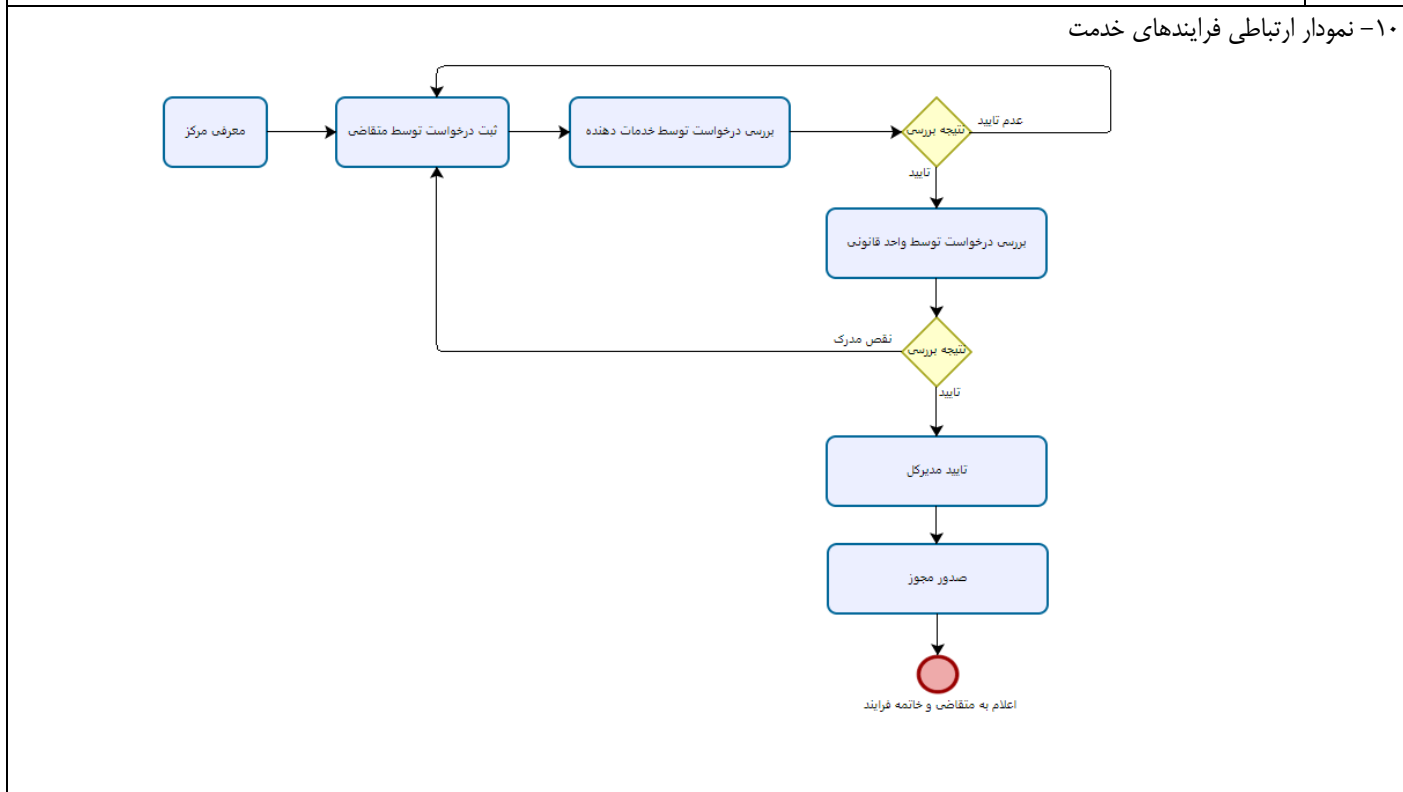 ۱۰- نمودار ارتباطی فرایندهای خدمت
معرفی مرکز
ثبت درخواست توسط متقاضی
بررسی درخواست توسط خدمات دهنده
نتیجه بررسی
عدم تایید
تایید
بررسی درخواست توسط واحد قانونی
نتیجه بررسی
نقص مدرک
تایید
تایید مدیرکل
صدور مجوز
اعلام به متقاضی و خاتمه فرایند